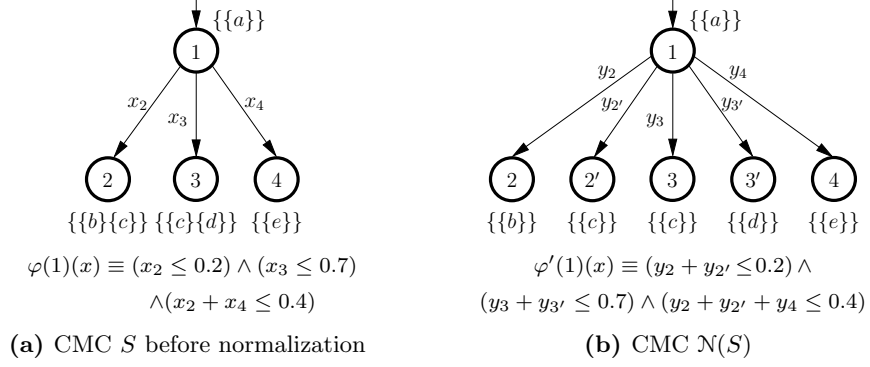 {{a}}
1
x2 x3 x4
2 3 4
{{b}{c}} {{c}{d}} {{e}}
φ(1)(x) ≡ (x2 ≤ 0.2) ∧ (x3 ≤ 0.7)
∧(x2 + x4 ≤ 0.4)
(a) CMC S before normalization
{{a}}
1
y2 y2′ y3 y3′ y4
2 2′ 3 3′ 4
{{b}} {{c}} {{c}} {{d}} {{e}}
φ′(1)(x) ≡ (y2 + y2′ ≤0.2) ∧
(y3 + y3′ ≤ 0.7) ∧ (y2 + y2′ + y4 ≤ 0.4)
(b) CMC N(S)